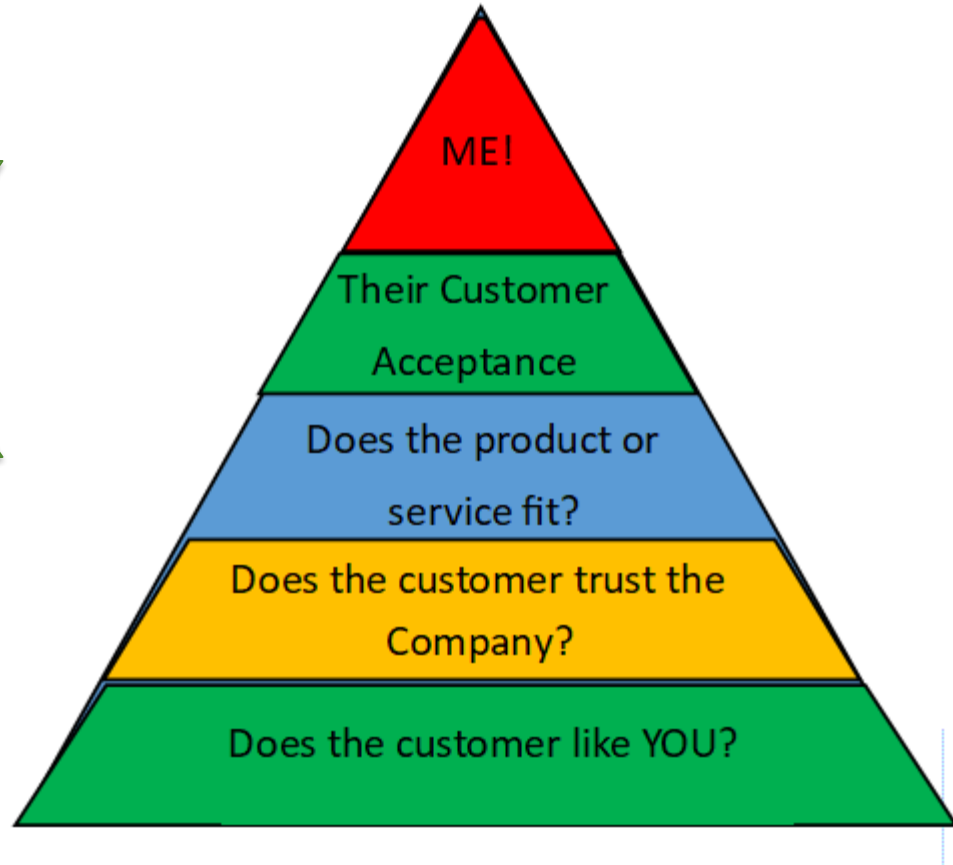 ME!
Their Customer
Acceptance
Does the product or
service fit?
Does the customer trust the
Company?
Does the customer like YOU?